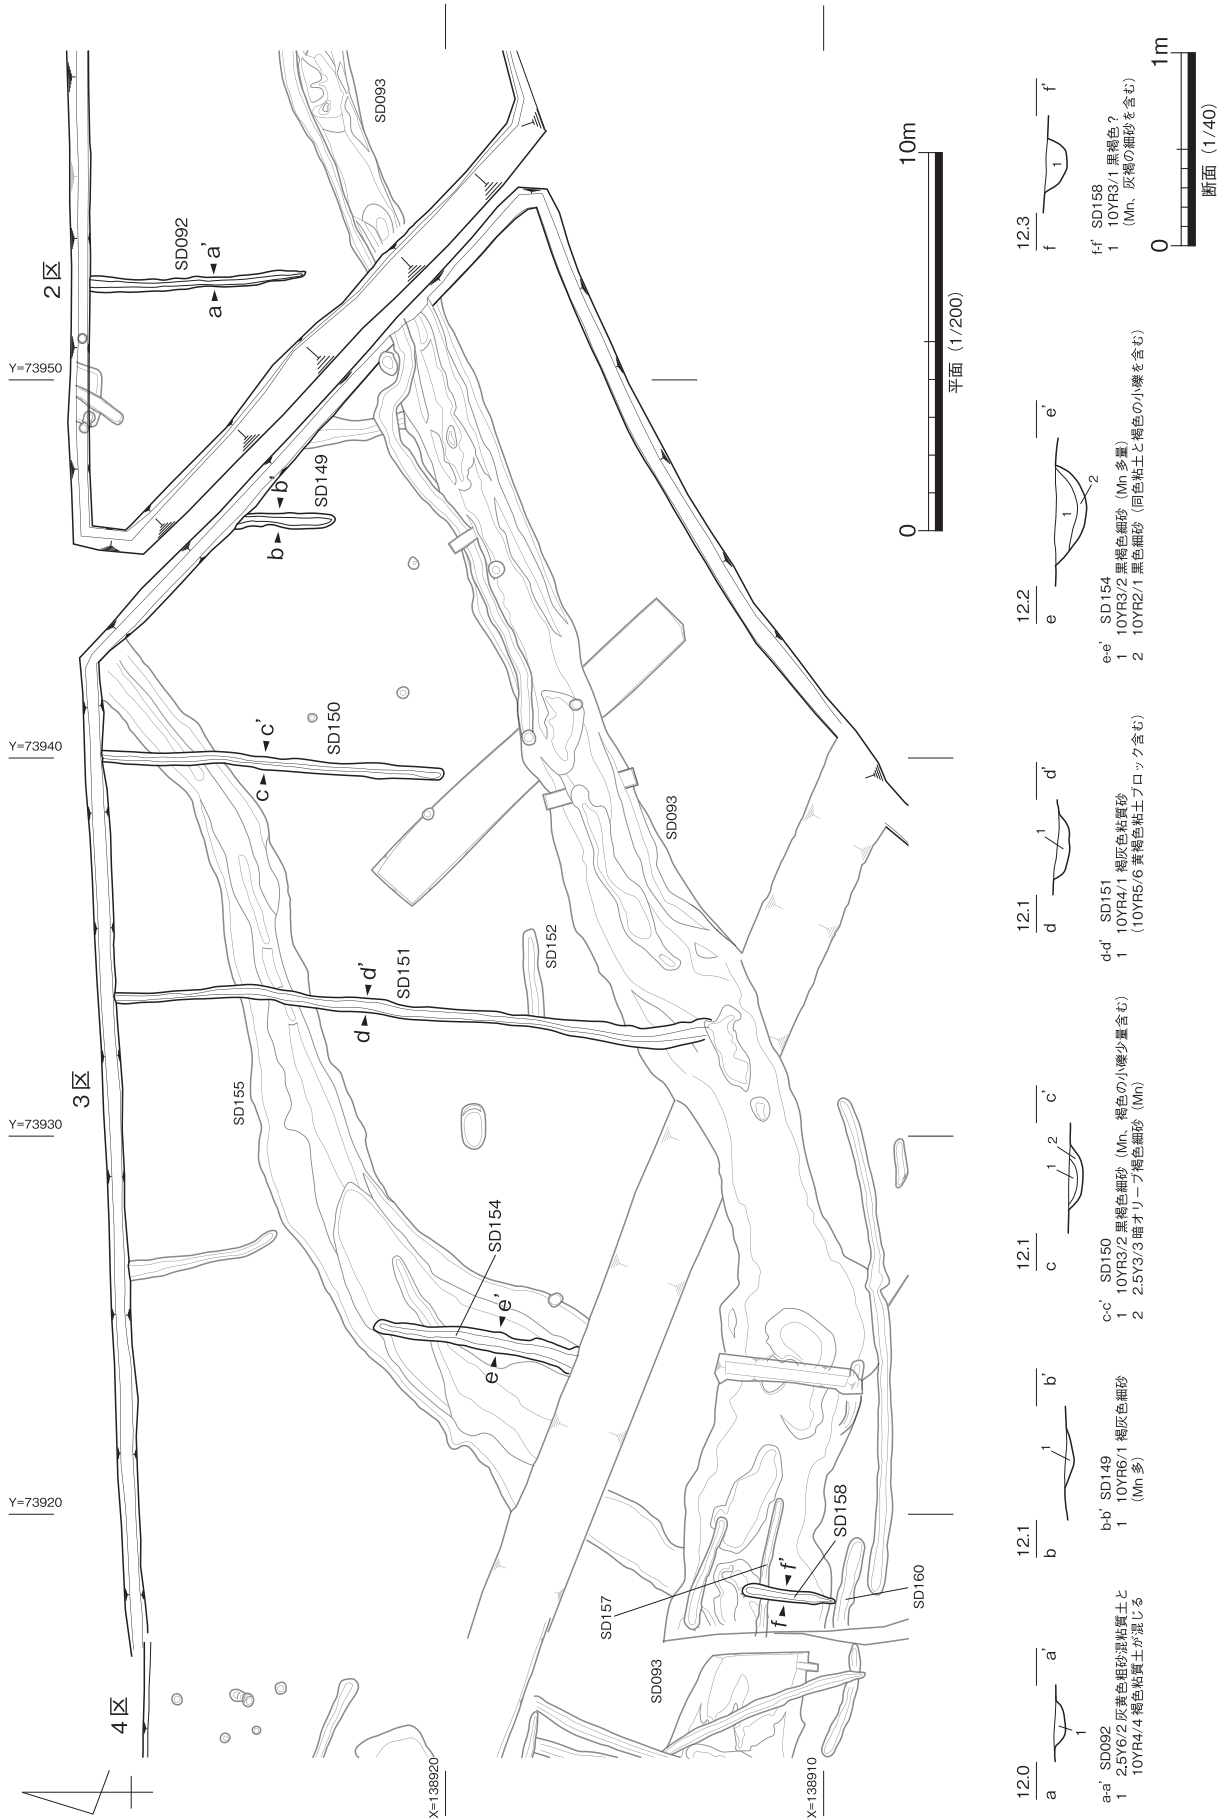 2区
3区
4区
Y=73950
Y=73940
Y=73930
Y=73920
X=138920
X=138910
SD093
SD092
a
a'
SD149
b
b'
SD150
c
c'
SD093
SD151
d
d'
SD152
SD155
SD154
e
e'
SD158
f
f'
SD157
SD160
SD093
0
10m
平面（1/200）
12.0
a
a'
1
a-a' SD092
1 2.5Y6/2 灰黄色粗砂混粘質土と
10YR4/4 褐色粘質土が混じる
12.1
b
b'
1
b-b' SD149
1 10YR6/1 褐灰色細砂
（Mn 多）
12.1
c
c'
1
2
c-c' SD150
1 10YR3/2 黒褐色細砂（Mn、褐色の小礫少量含む）
2 2.5Y3/3 暗オリーブ褐色細砂（Mn）
12.1
d
d'
1
d-d' SD151
1 10YR4/1 褐灰色粘質砂
（10YR5/6 黄褐色粘土ブロック含む）
12.2
e
e'
1
2
e-e' SD154
1 10YR3/2 黒褐色細砂（Mn 多量）
2 10YR2/1 黒色細砂（同色粘土と褐色の小礫を含む）
12.3
f
f'
1
f-f' SD158
1 10YR3/1 黒褐色？
（Mn、灰褐の細砂を含む）
0
1m
断面（1/40）